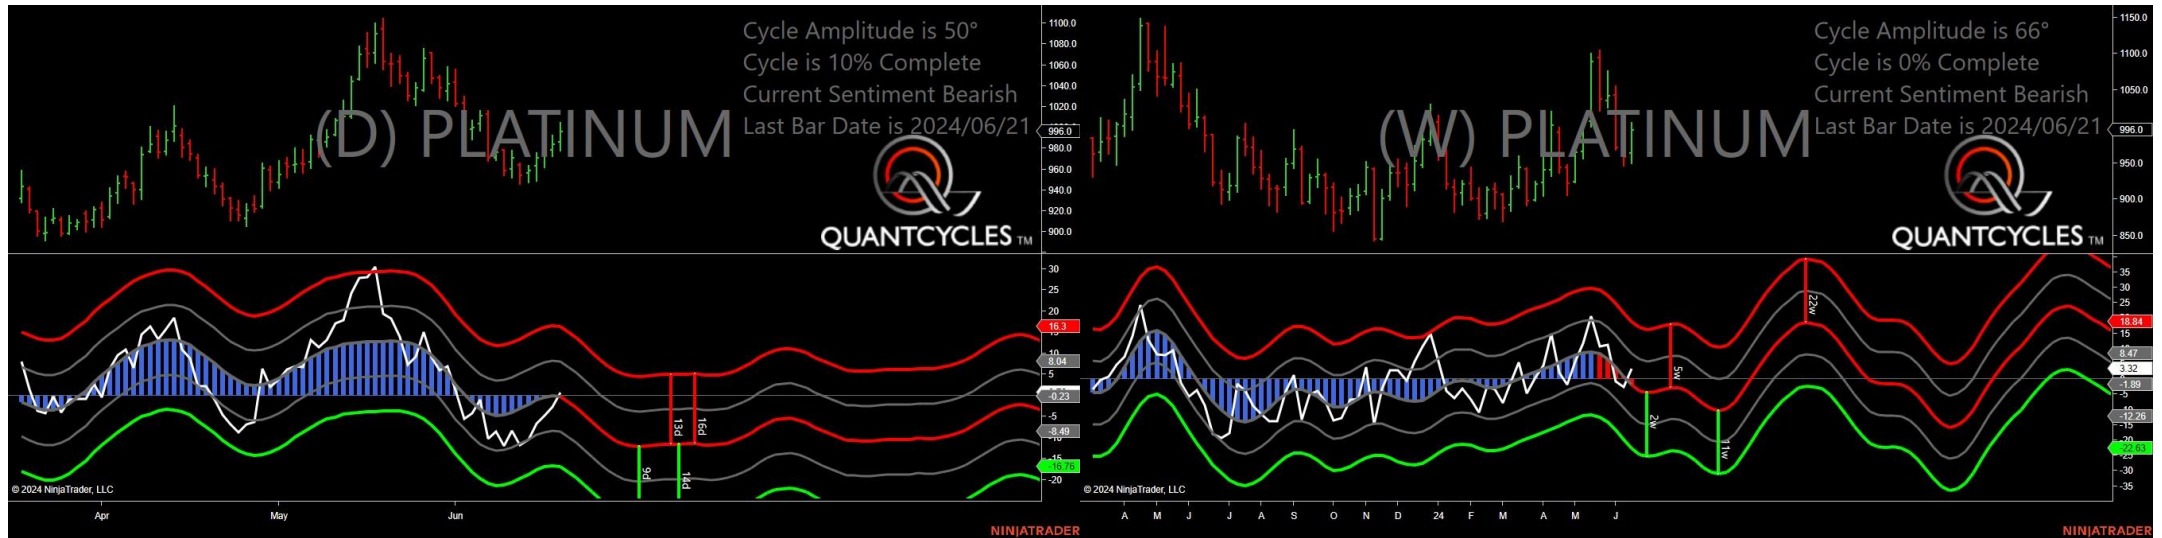 Cycle Amplitude is 50°
Cycle is 10% Complete
Current Sentiment Bearish
Last Bar Date is 2024/06/21
(D) PLATINUM
QUANTCYCLES TM
1100.0
1080.0
1060.0
1040.0
1020.0
996.0
980.0
960.0
940.0
920.0
900.0
30
25
16.3
8.04
5
-0.23
-5
-8.49
-16.76
-20
13d
16d
9d
14d
© 2024 NinjaTrader, LLC
Apr
May
Jun
NINJATRADER
Cycle Amplitude is 66°
Cycle is 0% Complete
Current Sentiment Bearish
Last Bar Date is 2024/06/21
(W) PLATINUM
QUANTCYCLES TM
1150.0
1100.0
1050.0
996.0
950.0
900.0
850.0
35
30
25
18.84
15
8.47
3.32
-1.89
-5
-12.26
-20
-22.63
-30
-35
22w
5w
2w
11w
© 2024 NinjaTrader, LLC
A M J J A S O N D 24 F M A M J
NINJATRADER